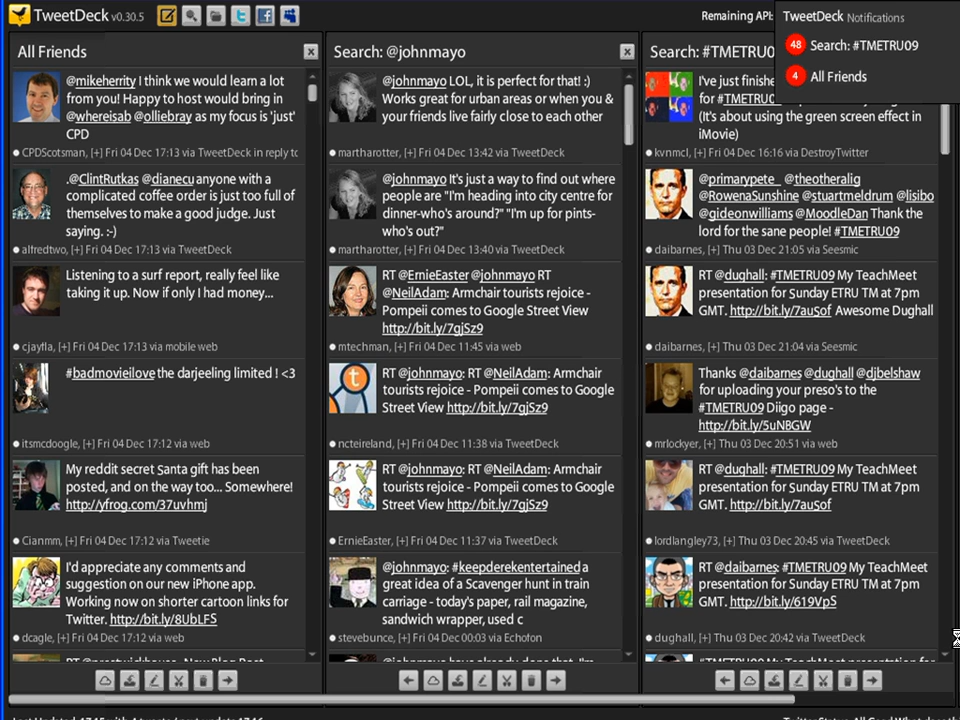 TweetDeck v0.30.5
Remaining API:
TweetDeck Notifications
48 Search: #TMETRU09
4 All Friends
All Friends
@mikeherrity I think we would learn a lot
from you! Happy to host would bring in
@whereisab @olliebray as my focus is 'just'
CPD
CPDScotsman, [+] Fri 04 Dec 17:13 via TweetDeck in reply to
.@ClintRutkas @dianecu anyone with a
complicated coffee order is just too full of
themselves to make a good judge. Just
saying. :-)
alfredtwo, [+] Fri 04 Dec 17:13 via TweetDeck
Listening to a surf report, really feel like
taking it up. Now if only I had money...
cjayfla, [+] Fri 04 Dec 17:13 via mobile web
#badmovieilove the darjeeling limited ! <3
itsmcdoogle, [+] Fri 04 Dec 17:12 via web
My reddit secret Santa gift has been
posted, and on the way too... Somewhere!
http://yfrog.com/37uvhmj
Cianmm, [+] Fri 04 Dec 17:12 via Tweetie
I'd appreciate any comments and
suggestion on our new iPhone app.
Working now on shorter cartoon links for
Twitter. http://bit.ly/8UbLFS
dcagle, [+] Fri 04 Dec 17:12 via web
Search: @johnmayo
@johnmayo LOL, it is perfect for that! :)
Works great for urban areas or when you &
your friends live fairly close to each other
martharotter, [+] Fri 04 Dec 13:42 via TweetDeck
@johnmayo It's just a way to find out where
people are "I'm heading into city centre for
dinner-who's around?" "I'm up for pints-
who's out?"
martharotter, [+] Fri 04 Dec 13:40 via TweetDeck
RT @ErnieEaster @johnmayo RT
@NeilAdam: Armchair tourists rejoice -
Pompeii comes to Google Street View
http://bit.ly/7gjSz9
mtechman, [+] Fri 04 Dec 11:45 via web
RT @johnmayo: RT @NeilAdam: Armchair
tourists rejoice - Pompeii comes to Google
Street View http://bit.ly/7gjSz9
ncteireland, [+] Fri 04 Dec 11:38 via TweetDeck
RT @johnmayo: RT @NeilAdam: Armchair
tourists rejoice - Pompeii comes to Google
Street View http://bit.ly/7gjSz9
ErnieEaster, [+] Fri 04 Dec 11:37 via TweetDeck
@johnmayo: #keepderekentertained a
great idea of a Scavenger hunt in train
carriage - today's paper, rail magazine,
sandwich wrapper, used c
stevebunce, [+] Fri 04 Dec 00:03 via Echofon
Search: #TMETRU0
I've just finishe
for #TMETRU0
(It's about using the green screen effect in
iMovie)
kvnmcl, [+] Fri 04 Dec 16:16 via DestroyTwitter
@primarypete_ @theotheralig
@RowenaSunshine @stuartmeldrum @lisibo
@gideonwilliams @MoodleDan Thank the
lord for the sane people! #TMETRU09
daibarnes, [+] Thu 03 Dec 21:05 via Seesmic
RT @dughall: #TMETRU09 My TeachMeet
presentation for Sunday ETRU TM at 7pm
GMT. http://bit.ly/7auSof Awesome Dughall
daibarnes, [+] Thu 03 Dec 21:04 via Seesmic
Thanks @daibarnes @dughall @djbelshaw
for uploading your preso's to the
#TMETRU09 Diigo page -
http://bit.ly/5uNBGW
mrlockyer, [+] Thu 03 Dec 20:51 via web
RT @dughall: #TMETRU09 My TeachMeet
presentation for Sunday ETRU TM at 7pm
GMT. http://bit.ly/7auSof
lordlangley73, [+] Thu 03 Dec 20:45 via TweetDeck
RT @daibarnes: #TMETRU09 My TeachMeet
presentation for Sunday ETRU TM at 7pm
GMT. http://bit.ly/619VpS
dughall, [+] Thu 03 Dec 20:42 via TweetDeck